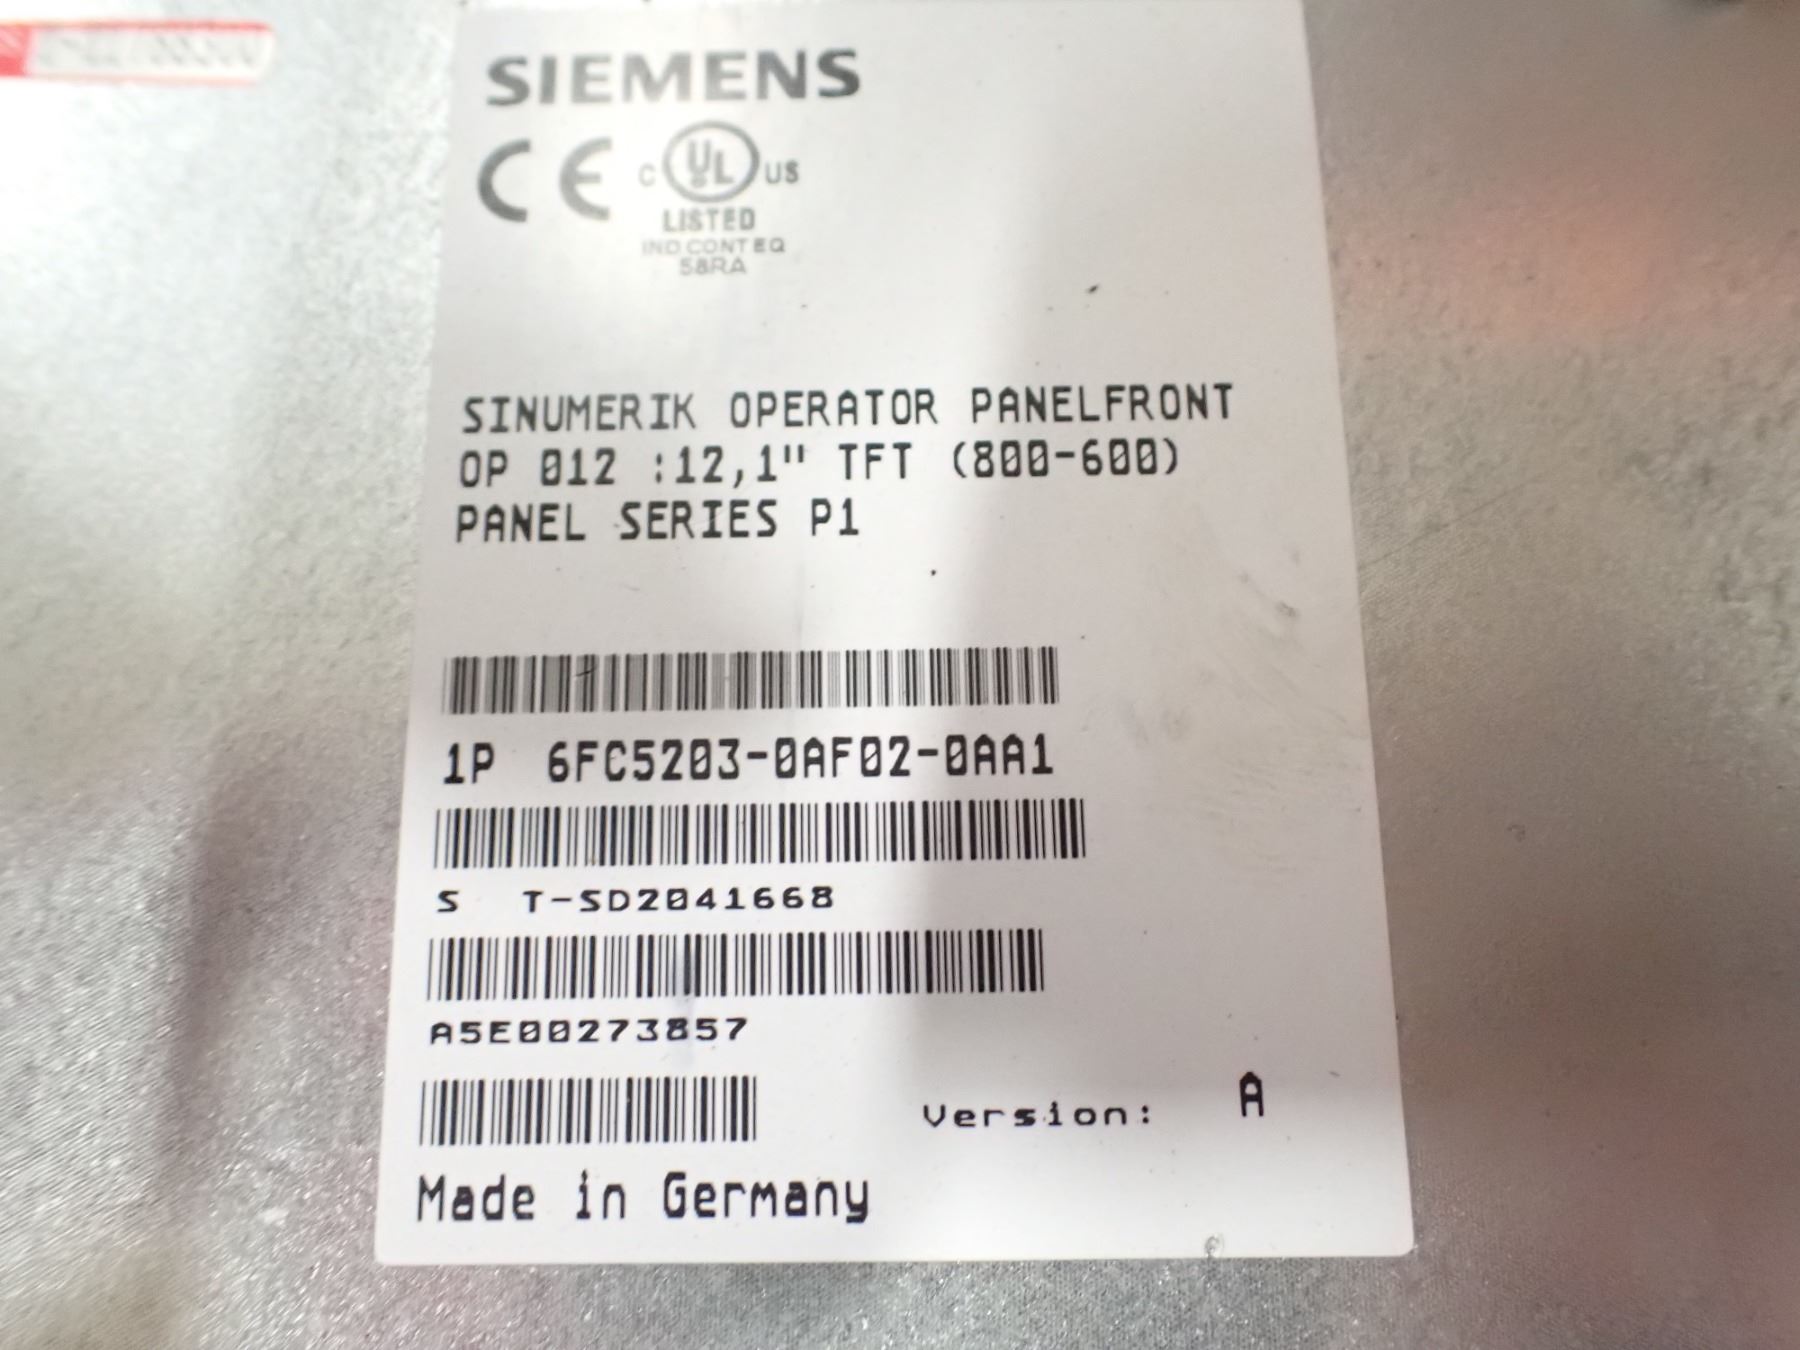 SIEMENS
CE
C UL US
LISTED
IND CONT EQ
58RA
SINUMERIK OPERATOR PANELFRONT
OP 012 :12,1" TFT (800-600)
PANEL SERIES P1
1P 6FC5203-0AF02-0AA1
S T-SD2041668
A5E00273857
Version: A
Made in Germany